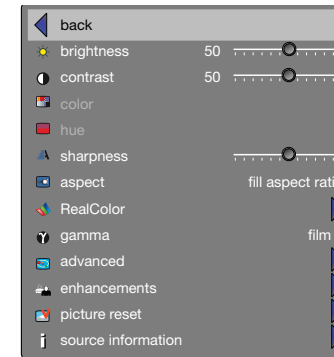 back
brightness 50
contrast 50
color
hue
sharpness
aspect fill aspect rati
RealColor
gamma film
advanced
enhancements
picture reset
source information